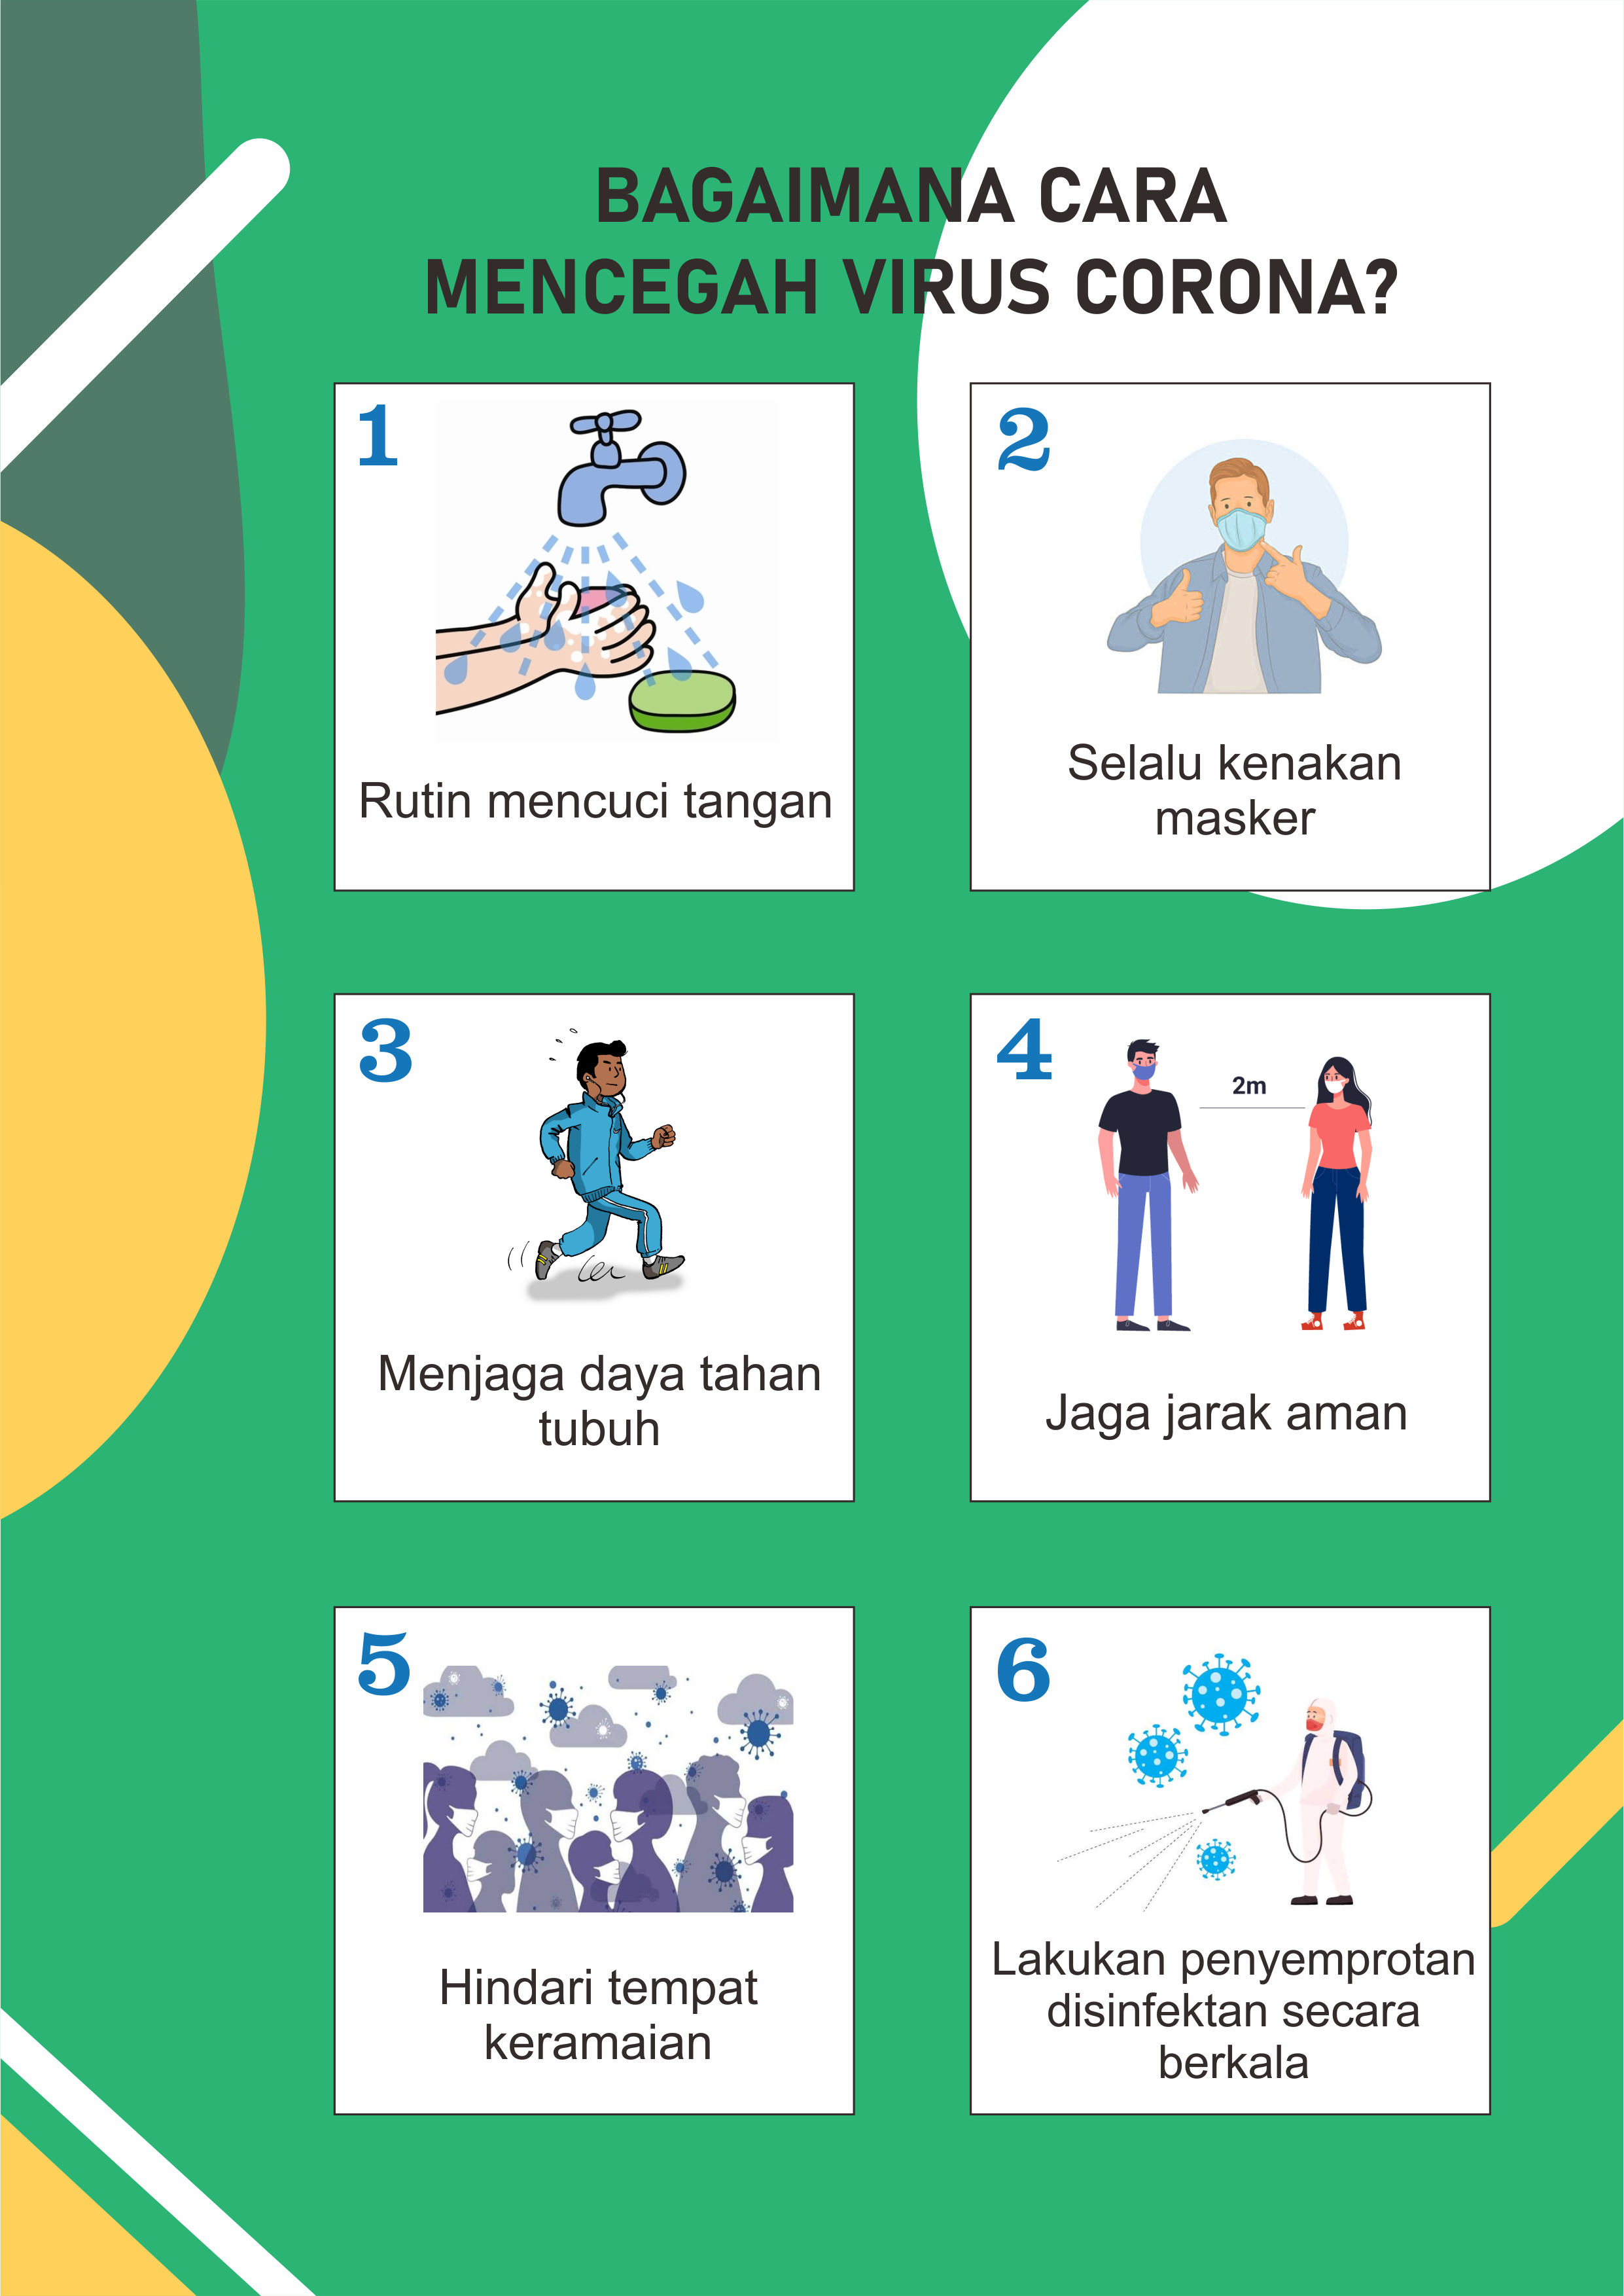 BAGAIMANA CARA
MENCEGAH VIRUS CORONA?
1
Rutin mencuci tangan
2
Selalu kenakan
masker
3
Menjaga daya tahan
tubuh
4
2m
Jaga jarak aman
5
Hindari tempat
keramaian
6
Lakukan penyemprotan
disinfektan secara
berkala